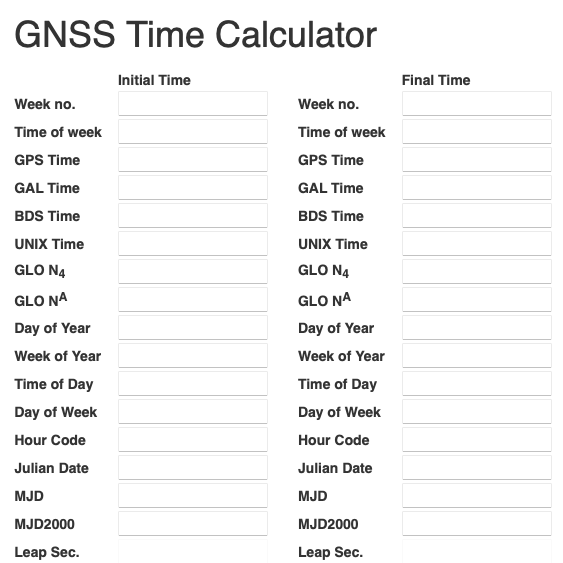 GNSS Time Calculator
Initial Time Final Time
Week no. Week no.
Time of week Time of week
GPS Time GPS Time
GAL Time GAL Time
BDS Time BDS Time
UNIX Time UNIX Time
GLO N4 GLO N4
GLO NA GLO NA
Day of Year Day of Year
Week of Year Week of Year
Time of Day Time of Day
Day of Week Day of Week
Hour Code Hour Code
Julian Date Julian Date
MJD MJD
MJD2000 MJD2000
Leap Sec. Leap Sec.